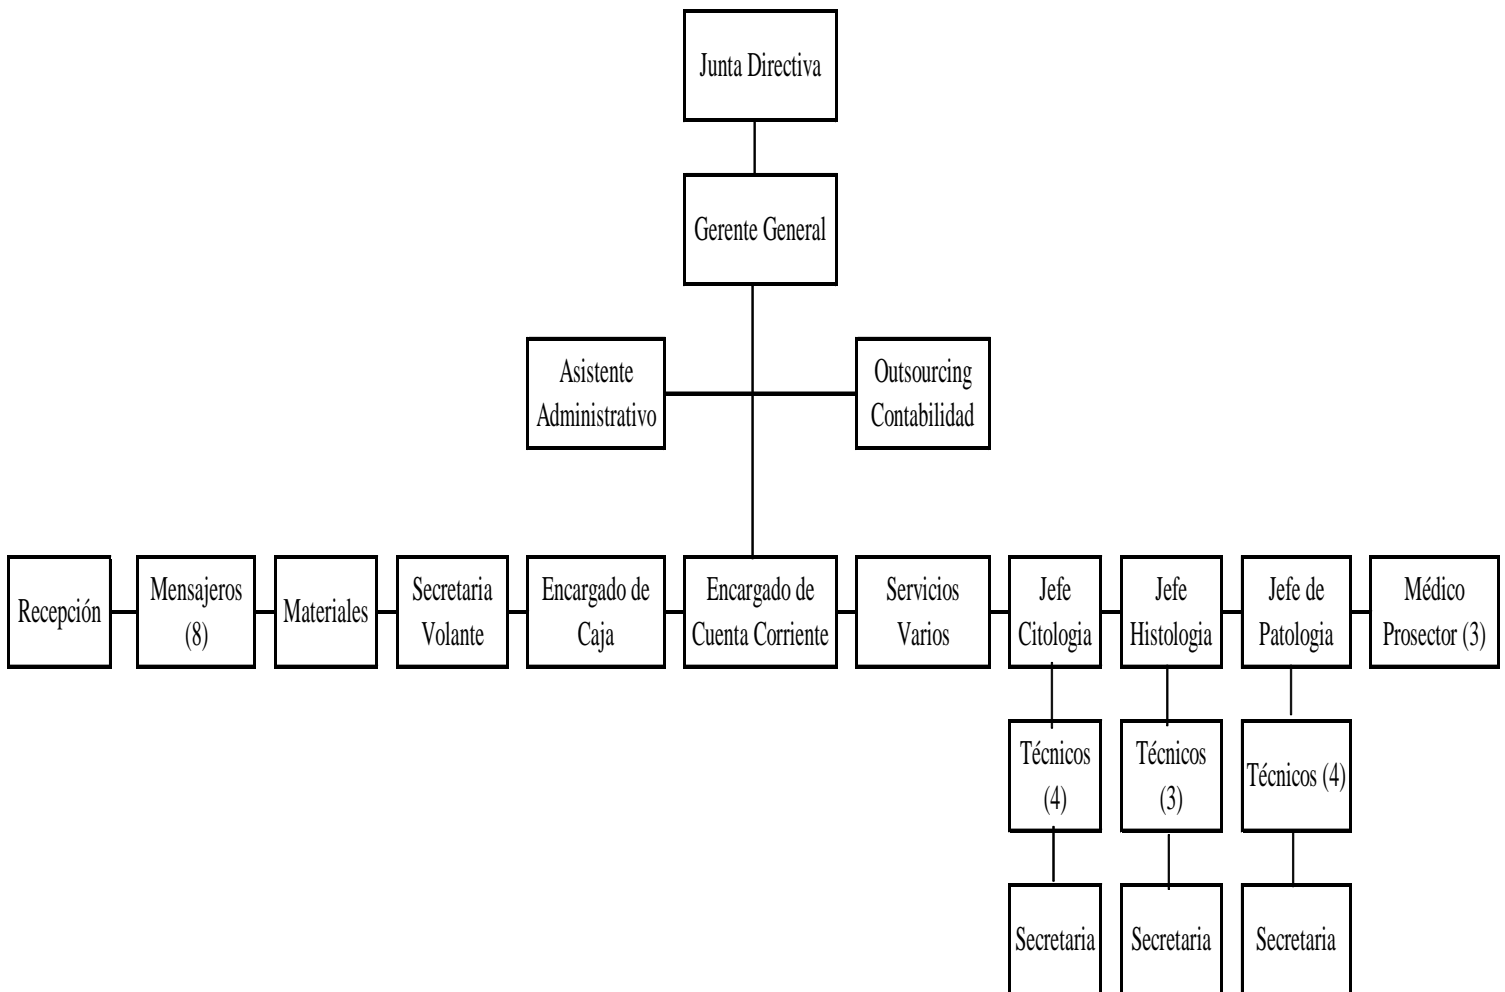 Junta Directiva
Gerente General
Asistente
Administrativo
Outsourcing
Contabilidad
Recepción
Mensajeros
(8)
Materiales
Secretaria
Volante
Encargado de
Caja
Encargado de
Cuenta Corriente
Servicios
Varios
Jefe
Citologia
Jefe
Histologia
Jefe de
Patologia
Médico
Prosector (3)
Técnicos
(4)
Técnicos
(3)
Técnicos (4)
Secretaria
Secretaria
Secretaria